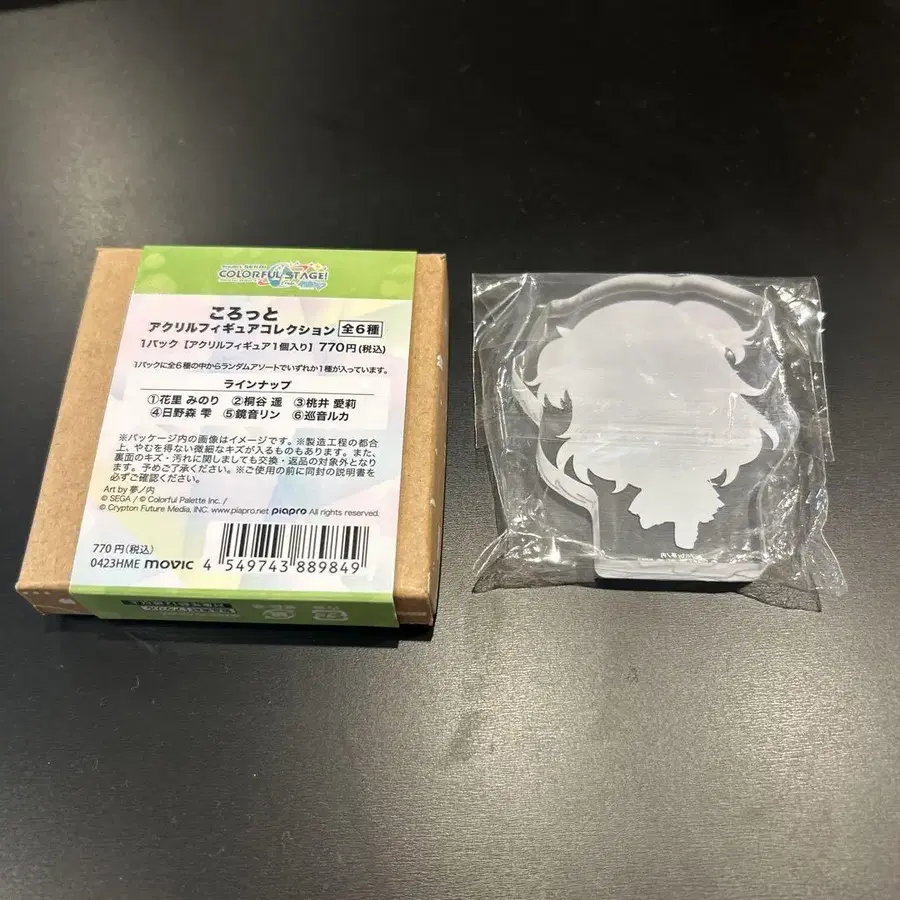 COLORFUL STAGE!
ころっと
アクリルフィギュアコレクション 全6種
1パック【アクリルフィギュア1個入り】770円(税込)
1パックに全6種の中からランダムアソートでいずれか1種が入っています。
ラインナップ
①花里 みのり ②桐谷 遥 ③桃井 愛莉
④日野森 雫 ⑤鏡音リン ⑥巡音ルカ
※パッケージ内の画像はイメージです。※製造工程の都合
上、やむを得ない微細なキズが入るものもあります。また、
裏面のキズ・汚れに関しましても交換・返品の対象外となり
ます。予めご了承ください。※ご使用の前に同封の説明書を
必ずご確認ください。
Art by 夢ノ内
© SEGA / © Colorful Palette Inc. /
© Crypton Future Media, INC. www.piapro.net piapro All rights reserved.
770円(税込)
0423HME movic 4 549743 889849